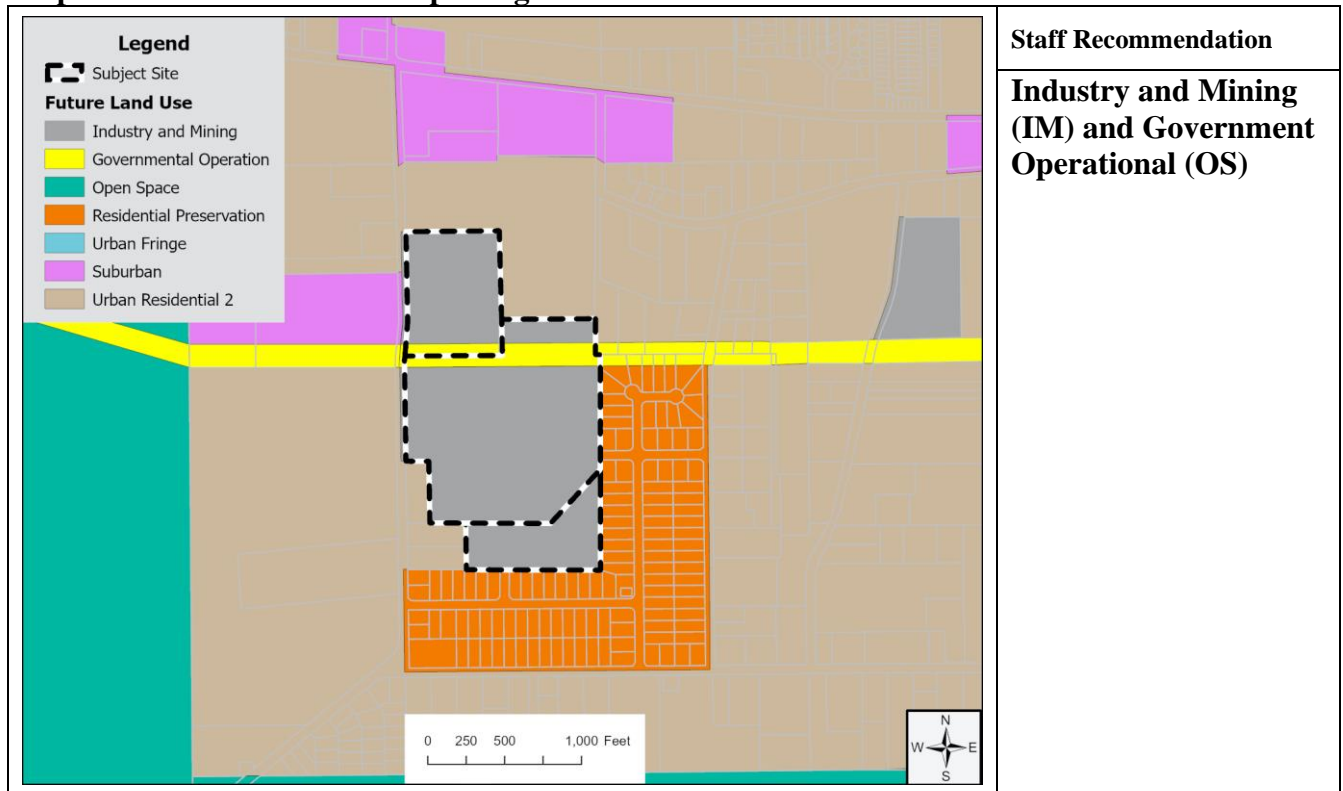 Legend
Subject Site
Future Land Use
Industry and Mining
Governmental Operation
Open Space
Residential Preservation
Urban Fringe
Suburban
Urban Residential 2
0 250 500 1,000 Feet
N
W E
S
Staff Recommendation
Industry and Mining
(IM) and Government
Operational (OS)